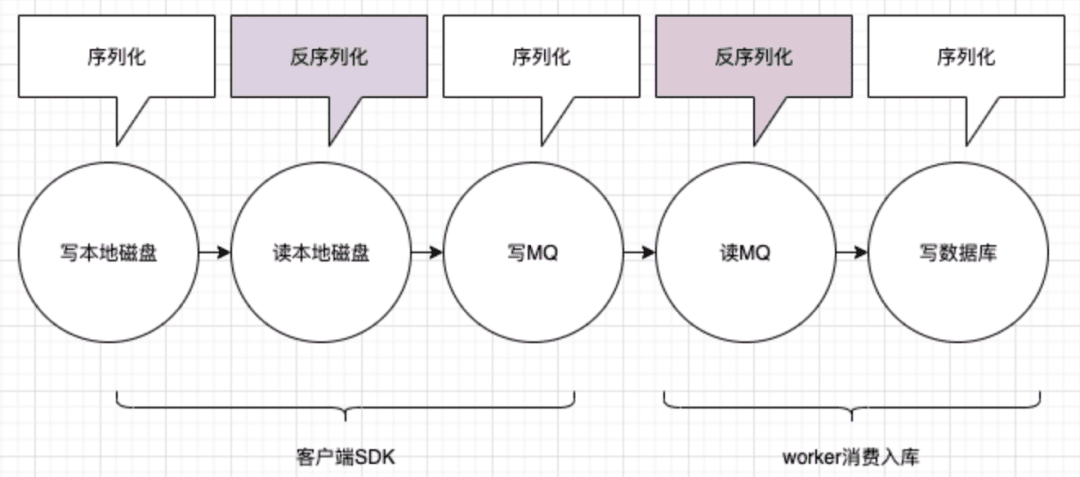 序列化
反序列化
序列化
反序列化
序列化
写本地磁盘
读本地磁盘
写MQ
读MQ
写数据库
客户端SDK
worker消费入库